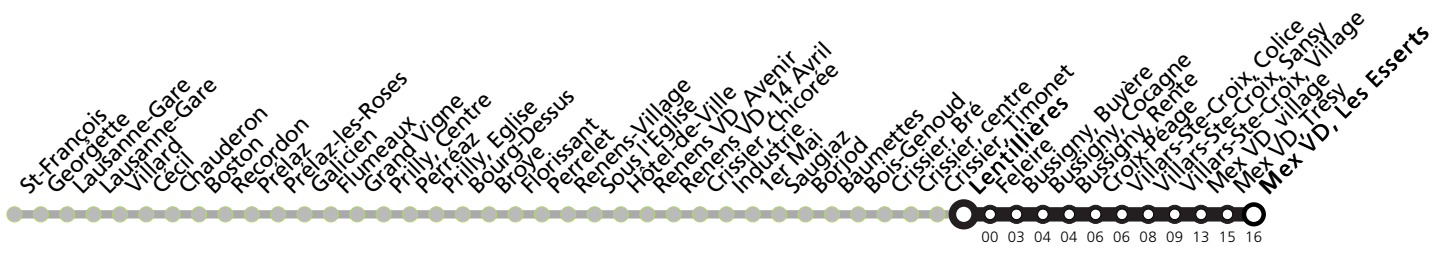 St-François
Georgette
Lausanne-Gare
Lausanne-Gare
Villard
Cécil
Chauderon
Boston
Recordon
Prélaz
Prélaz-les-Roses
Galicien
Flumeaux
Grand Vigne
Prilly, Centre
Perréaz
Prilly, Eglise
Bourg-Dessus
Broye
Florissant
Perrelet
Renens-Village
Sous l'Eglise
Hôtel-de-Ville
Renens VD, Avenir
Renens VD, 14 Avril
Crissier, Chicorée
Industrie
1er Mai
Saugiaz
Borjod
Baumettes
Bois-Genoud
Crissier, Bré
Crissier, centre
Crissier, Timonet
Lentillières
Feleire
Bussigny, Buyère
Bussigny, Cocagne
Bussigny, Rente
Croix-Péage
Villars-Ste-Croix, Colice
Villars-Ste-Croix, Sansy
Villars-Ste-Croix, Village
Mex VD, village
Mex VD, Trésy
Mex VD, Les Esserts
00 03 04 04 06 06 08 09 13 15 16